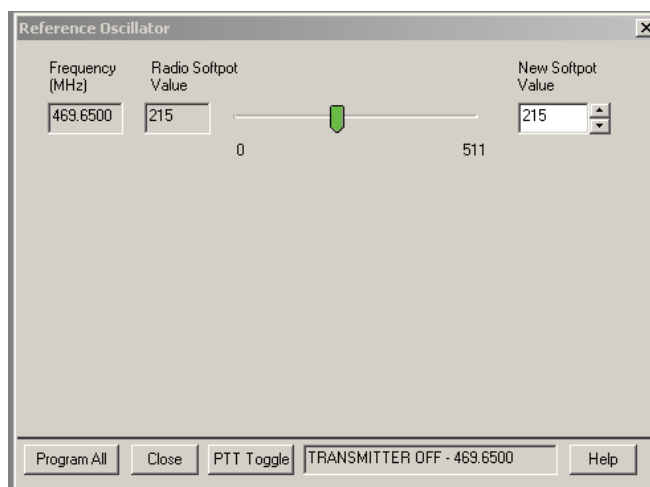 Reference Oscillator
Frequency (MHz)
Radio Softpot Value
New Softpot Value
469.6500
215
215
0
511
Program All
Close
PTT Toggle
TRANSMITTER OFF - 469.6500
Help